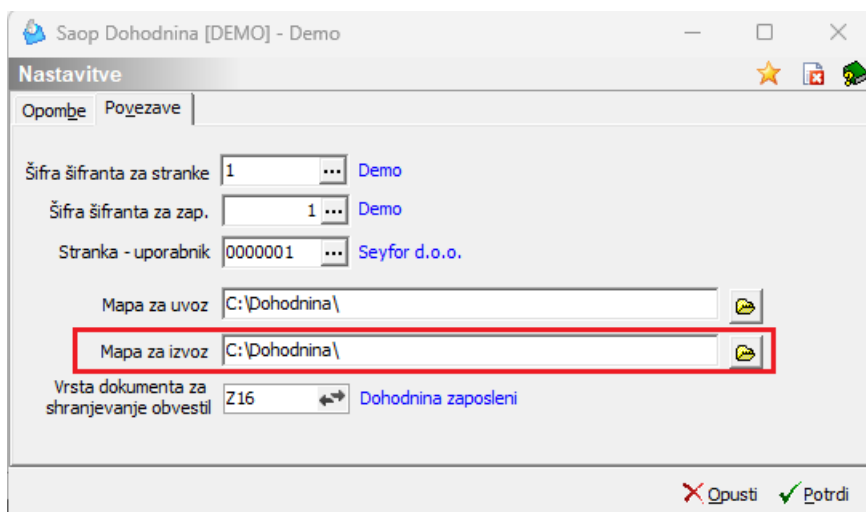 Saop Dohodnina [DEMO] - Demo
Nastavitve
Opombe Povezave
Šifra šifranta za stranke 1 ... Demo
Šifra šifranta za zap. 1 ... Demo
Stranka - uporabnik 0000001 ... Seyfor d.o.o.
Mapa za uvoz C:\Dohodnina\
Mapa za izvoz C:\Dohodnina\
Vrsta dokumenta za
shranjevanje obvestil Z16 Dohodnina zaposleni
Opusti Potrdi